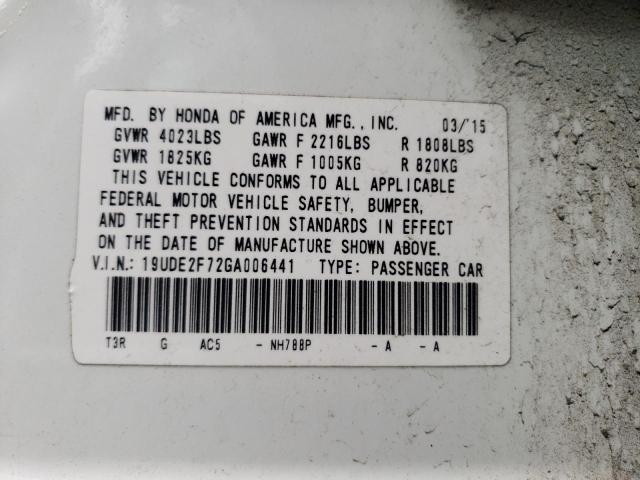 MFD. BY HONDA OF AMERICA MFG., INC. 03/'15
GVWR 4023LBS GAWR F 2216LBS R 1808LBS
GVWR 1825KG GAWR F 1005KG R 820KG
THIS VEHICLE CONFORMS TO ALL APPLICABLE
FEDERAL MOTOR VEHICLE SAFETY, BUMPER,
AND THEFT PREVENTION STANDARDS IN EFFECT
ON THE DATE OF MANUFACTURE SHOWN ABOVE.
V.I.N.: 19UDE2F72GA006441 TYPE: PASSENGER CAR
T3R G AC5 - NH788P - A - A